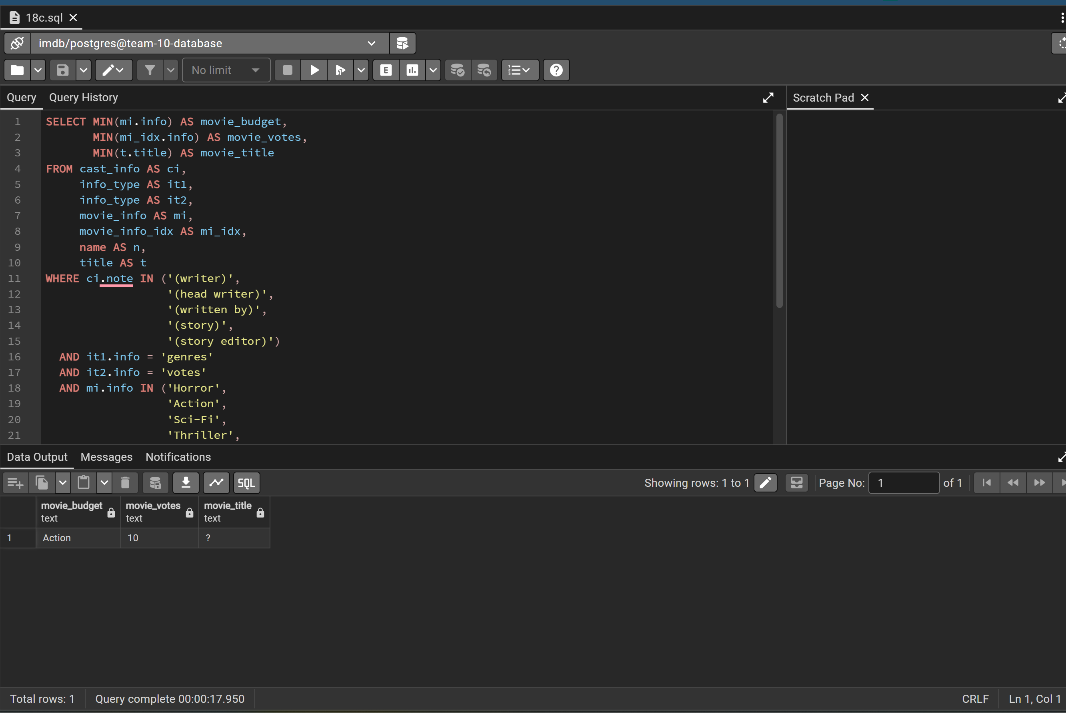 18c.sql
imdb/postgres@team-10-database
No limit
E
Query Query History
Scratch Pad
1 SELECT MIN(mi.info) AS movie_budget,
2 MIN(mi_idx.info) AS movie_votes,
3 MIN(t.title) AS movie_title
4 FROM cast_info AS ci,
5 info_type AS it1,
6 info_type AS it2,
7 movie_info AS mi,
8 movie_info_idx AS mi_idx,
9 name AS n,
10 title AS t
11 WHERE ci.note IN ('(writer)',
12 '(head writer)',
13 '(written by)',
14 '(story)',
15 '(story editor)')
16 AND it1.info = 'genres'
17 AND it2.info = 'votes'
18 AND mi.info IN ('Horror',
19 'Action',
20 'Sci-Fi',
21 'Thriller',
Data Output Messages Notifications
SQL Showing rows: 1 to 1 Page No: 1 of 1
movie_budget movie_votes movie_title
text text text
1 Action 10 ?
Total rows: 1 Query complete 00:00:17.950 CRLF Ln 1, Col 1